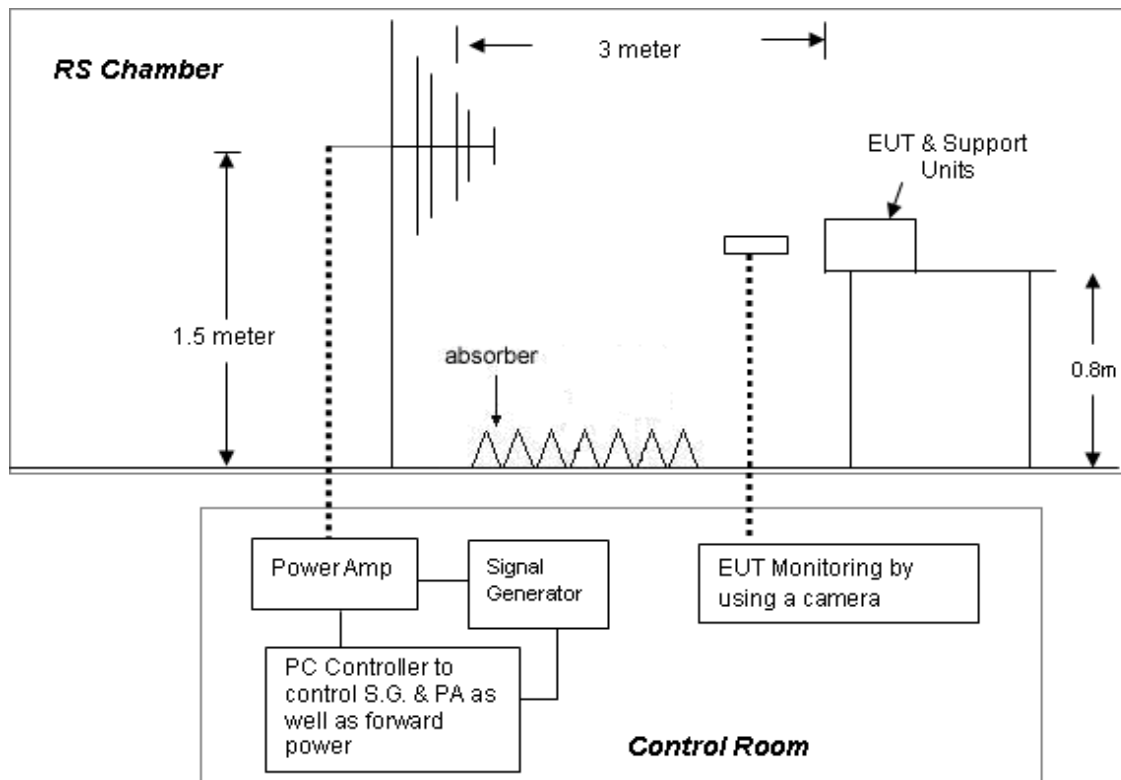 RS Chamber
3 meter
EUT & Support
Units
1.5 meter
absorber
0.8m
Power Amp
Signal
Generator
EUT Monitoring by
using a camera
PC Controller to
control S.G. & PA as
well as forward
power
Control Room